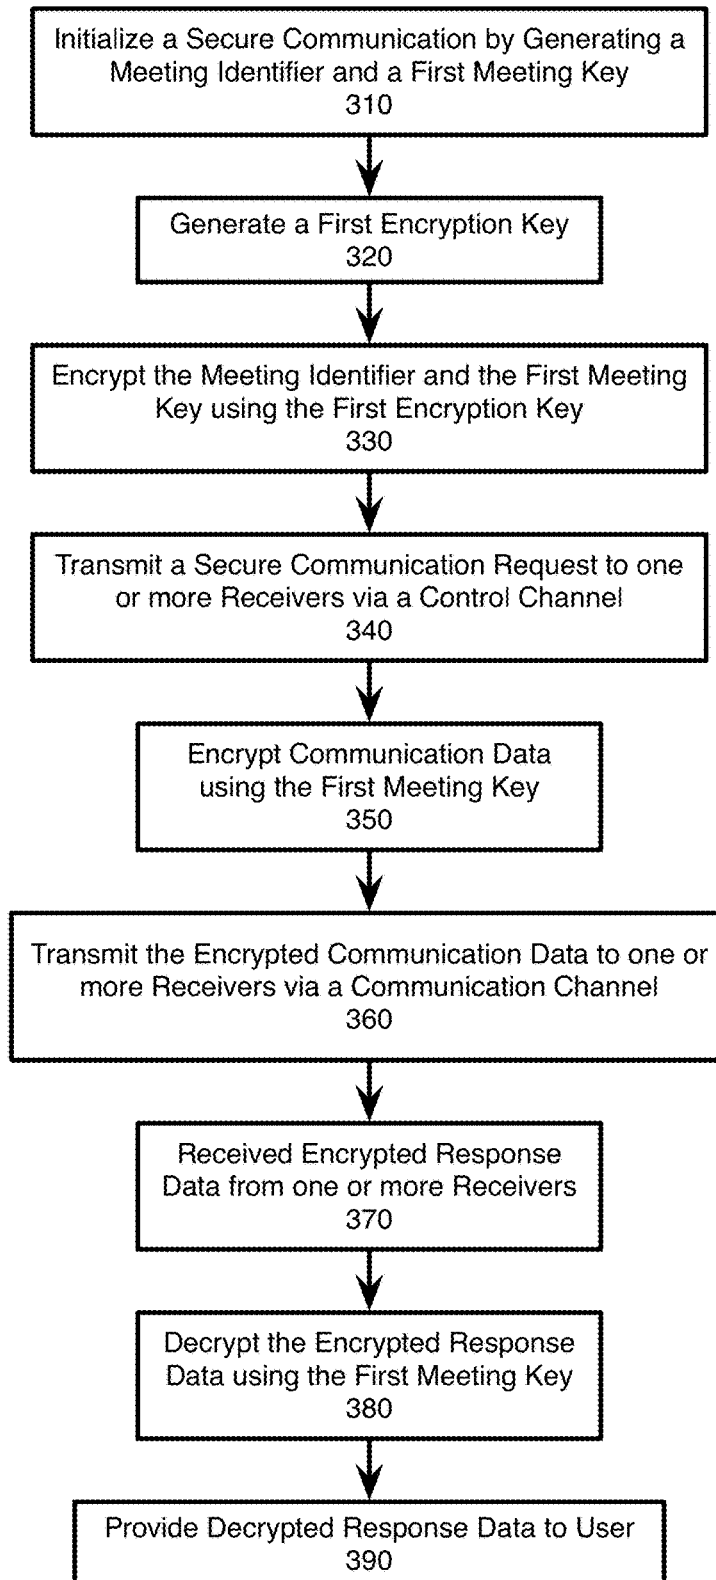 Initialize a Secure Communication by Generating a
Meeting Identifier and a First Meeting Key
310
Generate a First Encryption Key
320
Encrypt the Meeting Identifier and the First Meeting
Key using the First Encryption Key
330
Transmit a Secure Communication Request to one
or more Receivers via a Control Channel
340
Encrypt Communication Data
using the First Meeting Key
350
Transmit the Encrypted Communication Data to one or
more Receivers via a Communication Channel
360
Received Encrypted Response
Data from one or more Receivers
370
Decrypt the Encrypted Response
Data using the First Meeting Key
380
Provide Decrypted Response Data to User
390